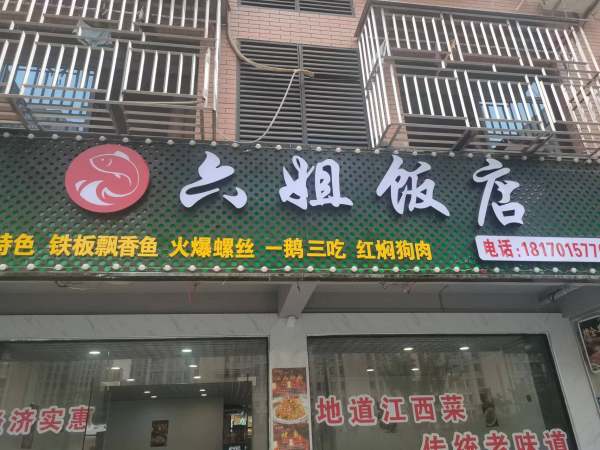 六姐饭店
特色 铁板飘香鱼 火爆螺丝 一鹅三吃 红焖狗肉
电话:181701577
经济实惠
地道江西菜
传统老味道